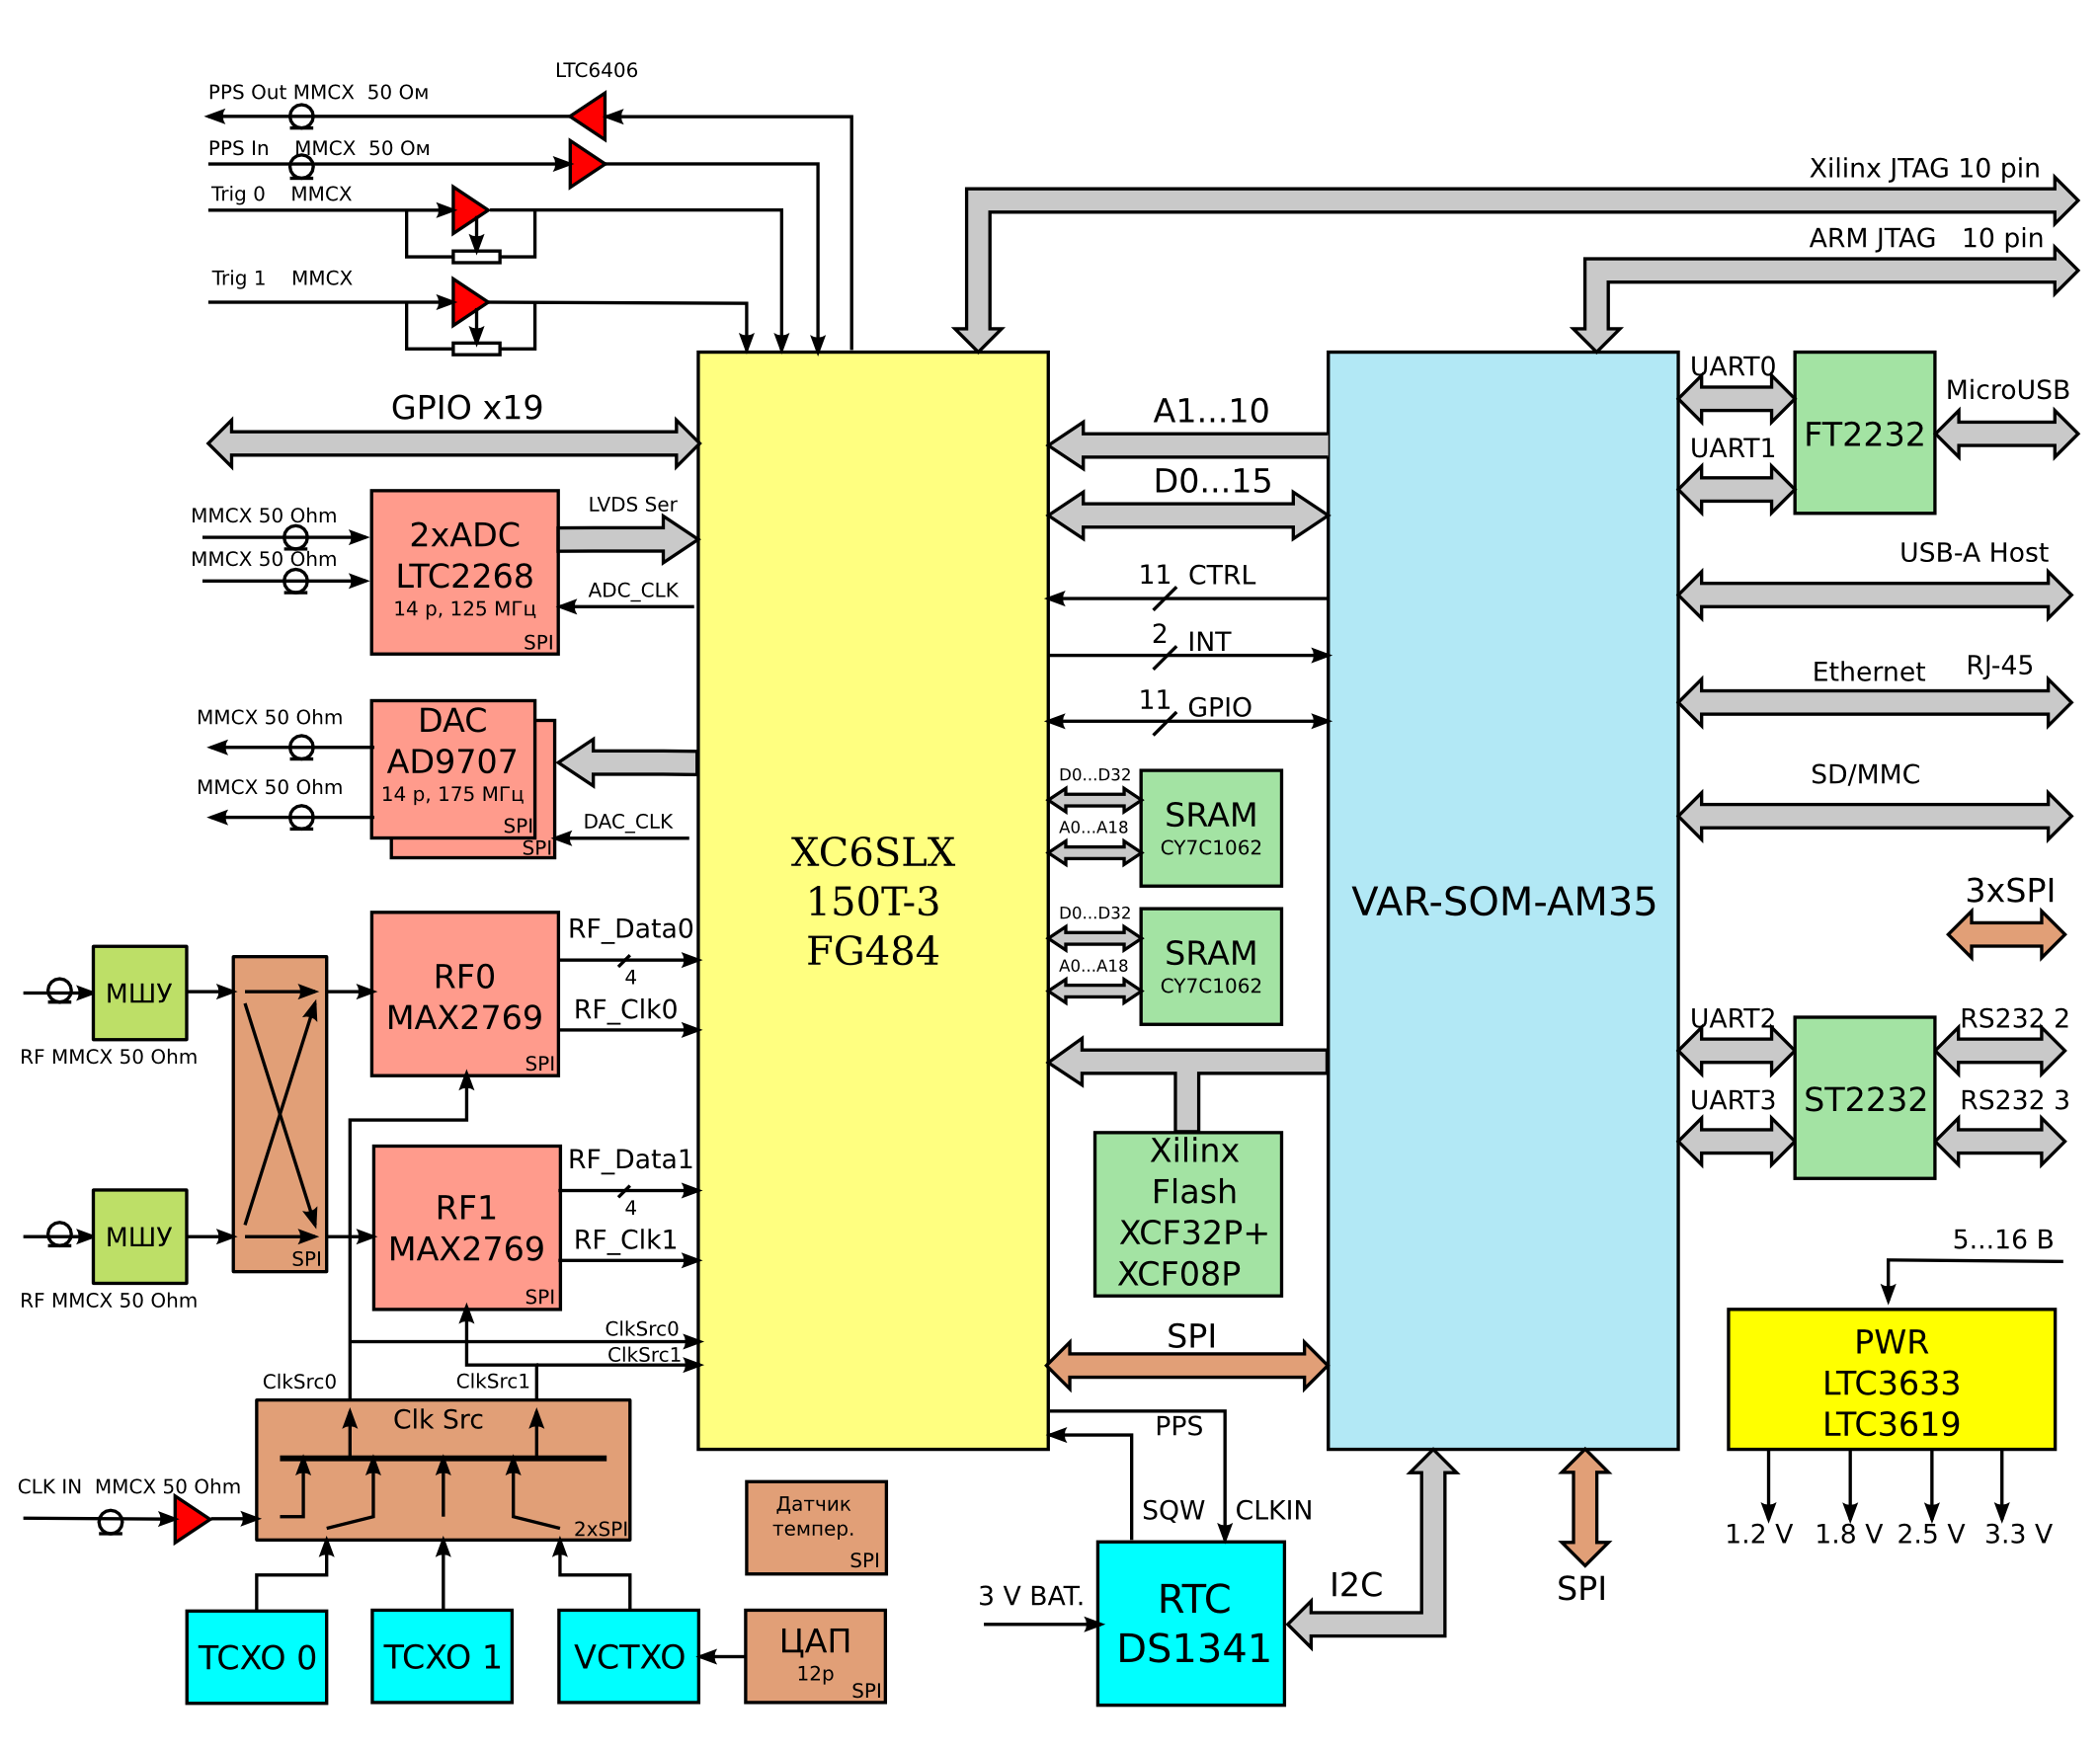 LTC6406
PPS Out MMCX 50 Ом
PPS In MMCX 50 Ом
Trig 0 MMCX
Trig 1 MMCX
Xilinx JTAG 10 pin
ARM JTAG 10 pin
GPIO x19
MMCX 50 Ohm
MMCX 50 Ohm
2xADC
LTC2268
14 р, 125 МГц
SPI
LVDS Ser
ADC_CLK
MMCX 50 Ohm
MMCX 50 Ohm
DAC
AD9707
14 р, 175 МГц
SPI
SPI
DAC_CLK
МШУ
RF MMCX 50 Ohm
МШУ
RF MMCX 50 Ohm
SPI
RF0
MAX2769
SPI
RF_Data0
4
RF_Clk0
RF1
MAX2769
SPI
RF_Data1
4
RF_Clk1
ClkSrc0
ClkSrc1
ClkSrc0
ClkSrc1
Clk Src
2xSPI
CLK IN MMCX 50 Ohm
TCXO 0
TCXO 1
VCTXO
Датчик
темпер.
SPI
ЦАП
12р
SPI
XC6SLX
150T-3
FG484
A1...10
D0...15
11 CTRL
2 INT
11 GPIO
D0...D32
A0...A18
SRAM
CY7C1062
D0...D32
A0...A18
SRAM
CY7C1062
Xilinx
Flash
XCF32P+
XCF08P
SPI
PPS
SQW CLKIN
3 V BAT.
RTC
DS1341
I2C
SPI
VAR-SOM-AM35
UART0
UART1
FT2232
MicroUSB
USB-A Host
Ethernet RJ-45
SD/MMC
3xSPI
UART2
UART3
ST2232
RS232 2
RS232 3
5...16 В
PWR
LTC3633
LTC3619
1.2 V 1.8 V 2.5 V 3.3 V